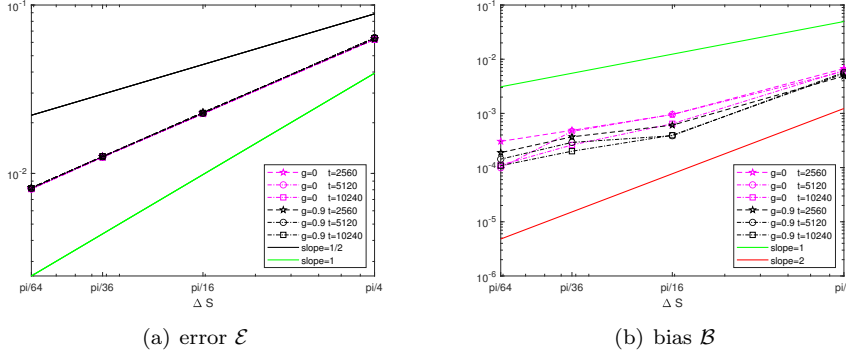 10^-1
10^-2
pi/64
pi/36
pi/16
pi/4
Δ S
g=0 t=2560
g=0 t=5120
g=0 t=10240
g=0.9 t=2560
g=0.9 t=5120
g=0.9 t=10240
slope=1/2
slope=1
(a) error ℰ
10^-1
10^-2
10^-3
10^-4
10^-5
10^-6
pi/64
pi/36
pi/16
pi/
Δ S
g=0 t=2560
g=0 t=5120
g=0 t=10240
g=0.9 t=2560
g=0.9 t=5120
g=0.9 t=10240
slope=1
slope=2
(b) bias ℬ